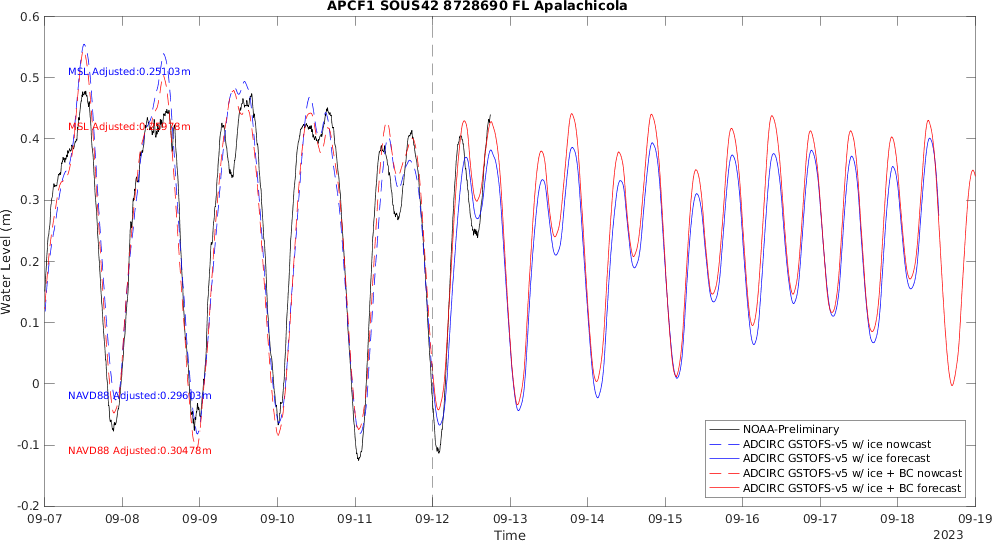 APCF1 SOUS42 8728690 FL Apalachicola
0.6
0.5
0.4
0.3
0.2
0.1
0
-0.1
-0.2
Water Level (m)
MSL Adjusted:0.25103m
MSL
NAVD88 Adjusted:0.29603m
NAVD88 Adjusted:0.30478m
NOAA-Preliminary
ADCIRC GSTOFS-v5 w/ ice nowcast
ADCIRC GSTOFS-v5 w/ ice forecast
ADCIRC GSTOFS-v5 w/ ice + BC nowcast
ADCIRC GSTOFS-v5 w/ ice + BC forecast
09-07 09-08 09-09 09-10 09-11 09-12 09-13 09-14 09-15 09-16 09-17 09-18 09-19
Time
2023